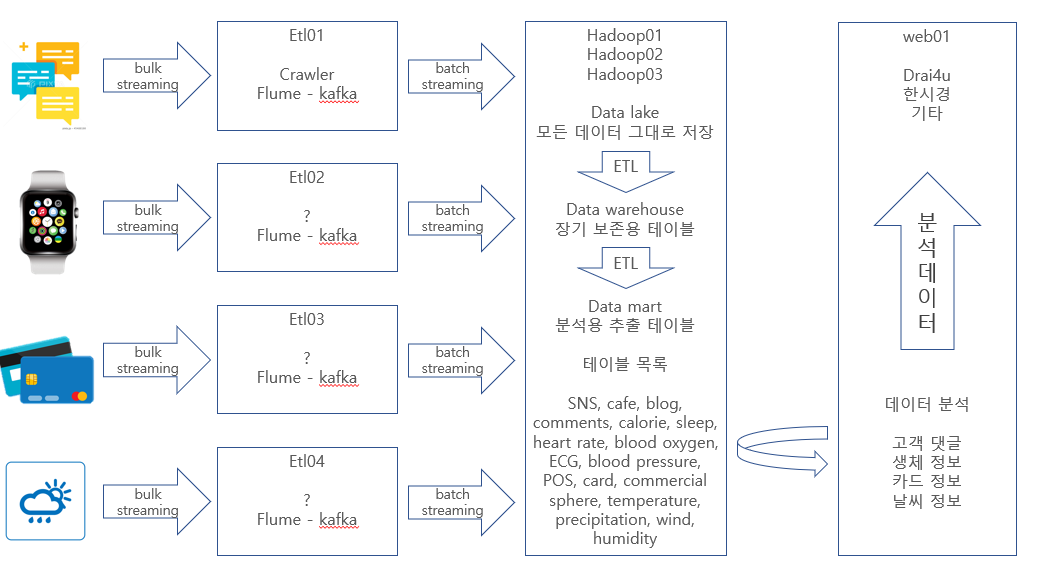 bulk
streaming
Etl01
Crawler
Flume - kafka
batch
streaming
bulk
streaming
Etl02
?
Flume - kafka
batch
streaming
bulk
streaming
Etl03
?
Flume - kafka
batch
streaming
bulk
streaming
Etl04
?
Flume - kafka
batch
streaming
Hadoop01
Hadoop02
Hadoop03
Data lake
모든 데이터 그대로 저장
ETL
Data warehouse
장기 보존용 테이블
ETL
Data mart
분석용 추출 테이블
테이블 목록
SNS, cafe, blog,
comments, calorie, sleep,
heart rate, blood oxygen,
ECG, blood pressure,
POS, card, commercial
sphere, temperature,
precipitation, wind,
humidity
web01
Drai4u
한시경
기타
분석데이터
데이터 분석
고객 댓글
생체 정보
카드 정보
날씨 정보